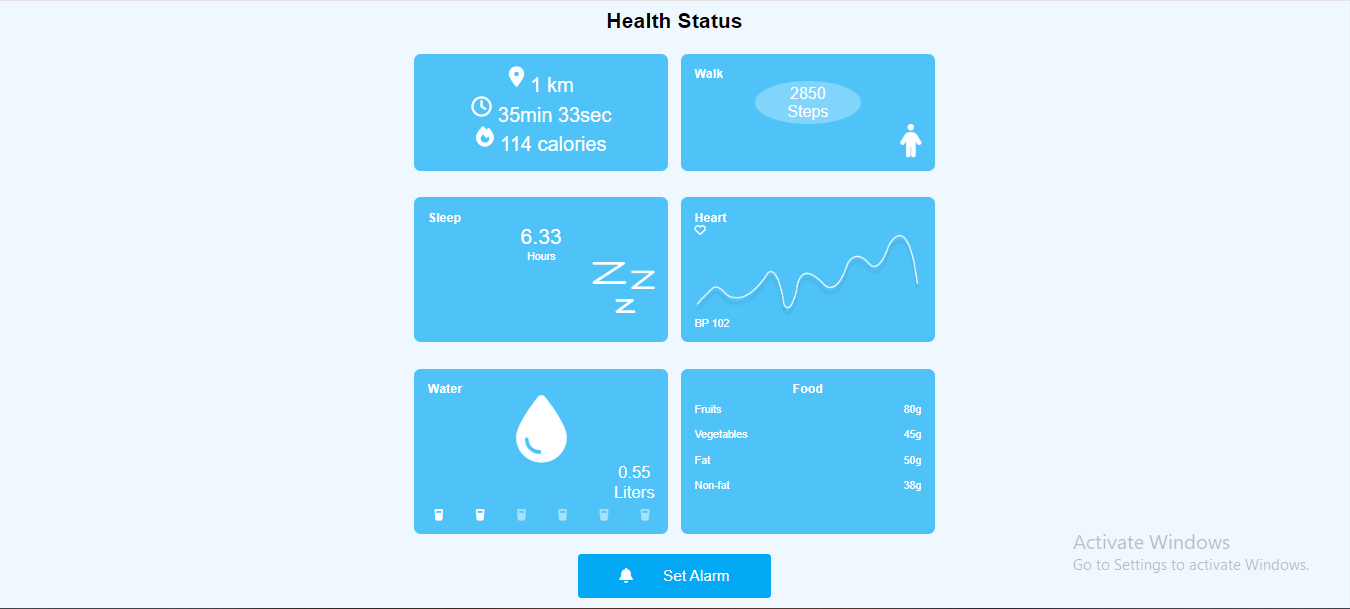 Health Status
1 km
35min 33sec
114 calories
Walk
2850
Steps
Sleep
6.33
Hours
Heart
BP 102
Water
0.55
Liters
Food
Fruits 80g
Vegetables 45g
Fat 50g
Non-fat 38g
Set Alarm
Activate Windows
Go to Settings to activate Windows.